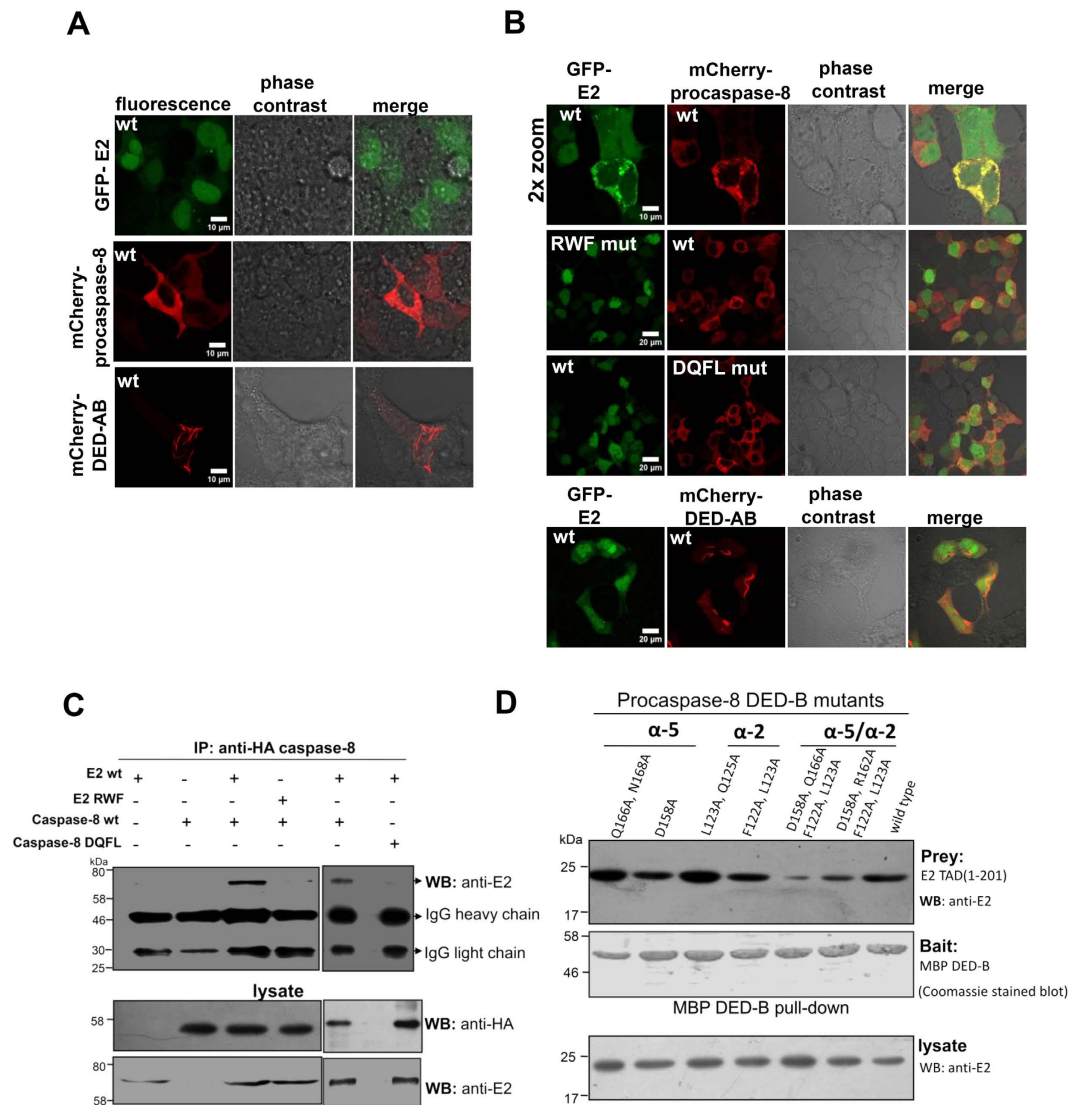 A
fluorescence
phase
contrast
merge
GFP- E2
wt
10 µm
mCherry-
procaspase-8
wt
10 µm
mCherry-
DED-AB
wt
10 µm
B
GFP-
E2
mCherry-
procaspase-8
phase
contrast
merge
2x zoom
wt
10 µm
wt
RWF mut
20 µm
wt
wt
20 µm
DQFL mut
GFP-
E2
mCherry-
DED-AB
phase
contrast
merge
wt
20 µm
wt
C
IP: anti-HA caspase-8
E2 wt + - + - + +
E2 RWF - - - + - -
Caspase-8 wt - + + + + -
Caspase-8 DQFL - - - - - +
kDa
80
58
46
30
25
WB: anti-E2
IgG heavy chain
IgG light chain
lysate
58
WB: anti-HA
80
58
WB: anti-E2
D
Procaspase-8 DED-B mutants
α-5 α-2 α-5/α-2
Q166A, N168A
D158A
L123A, Q125A
F122A, L123A
D158A, Q166A
F122A, L123A
D158A, R162A
F122A, L123A
wild type
kDa
25
17
Prey:
E2 TAD(1-201)
WB: anti-E2
58
46
Bait:
MBP DED-B
(Coomassie stained blot)
MBP DED-B pull-down
25
17
lysate
WB: anti-E2